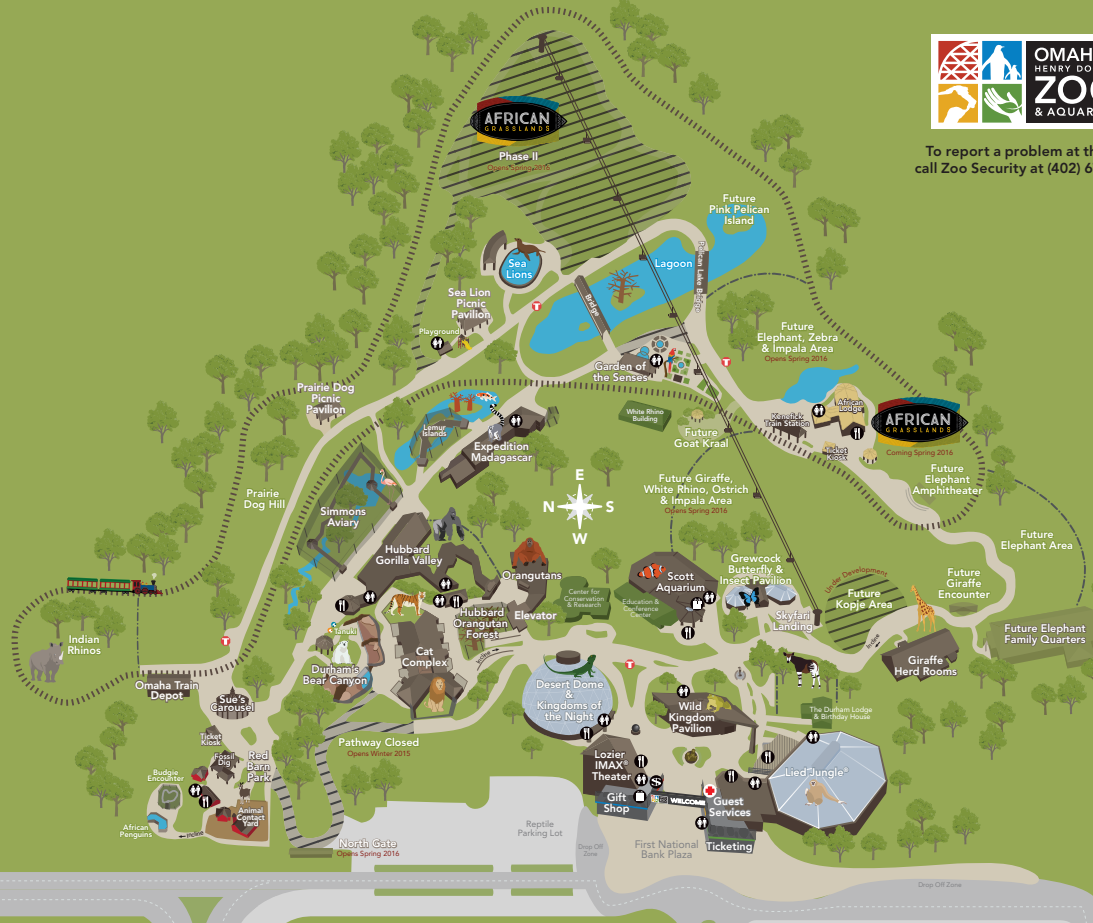 OMAH
HENRY DO
ZOO
& AQUAR
To report a problem at th
call Zoo Security at (402) 6
AFRICAN
GRASSLANDS
Phase II
Opens Spring 2016
Future
Pink Pelican
Island
Sea
Lions
Lagoon
Pelican Lake Bridge
Bridge
Sea Lion
Picnic
Pavilion
Playground
T
Future
Elephant, Zebra
& Impala Area
Opens Spring 2016
T
Garden of
the Senses
Prairie Dog
Picnic
Pavilion
Lemur
Islands
Expedition
Madagascar
White Rhino
Building
Future
Goat Kraal
Kenefick
Train Station
African
Lodge
Ticket
Kiosk
AFRICAN
GRASSLANDS
Coming Spring 2016
Future
Elephant
Amphitheater
Prairie
Dog Hill
Simmons
Aviary
E
N
S
W
Future Giraffe,
White Rhino, Ostrich
& Impala Area
Opens Spring 2016
Future
Elephant Area
Hubbard
Gorilla Valley
Orangutans
Scott
Aquarium
Grewcock
Butterfly &
Insect Pavilion
Under Development
Future
Kopje Area
Future
Giraffe
Encounter
Center for
Conservation
& Research
Education &
Conference
Center
Hubbard
Orangutan
Forest
Elevator
Skyfari
Landing
Future Elephant
Family Quarters
Indian
Rhinos
T
Tanuki
Durham's
Bear Canyon
Cat
Complex
Incline
T
Incline
Giraffe
Herd Rooms
Omaha Train
Depot
Sue's
Carousel
Desert Dome
&
Kingdoms of
the Night
Wild
Kingdom
Pavilion
The Durham Lodge
& Birthday House
Ticket
Kiosk
Fossil
Dig
Red
Barn
Park
Pathway Closed
Opens Winter 2015
Lozier
IMAX®
Theater
Lied Jungle®
Budgie
Encounter
Animal
Contact
Yard
African
Penguins
Incline
Gift
Shop
$
WELCOME
Guest
Services
Ticketing
North Gate
Opens Spring 2016
Reptile
Parking Lot
Drop Off
Zone
First National
Bank Plaza
Drop Off Zone